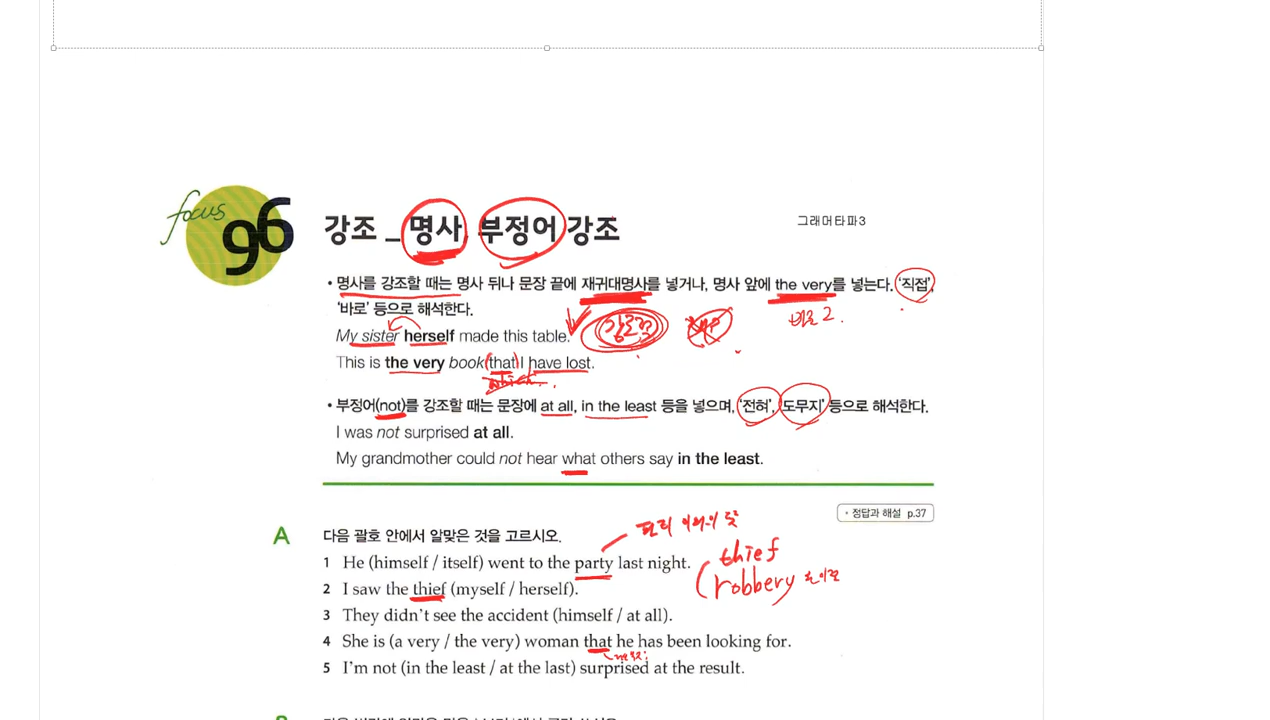 focus
96
강조 _ 명사 부정어 강조
그래머타파3
• 명사를 강조할 때는 명사 뒤나 문장 끝에 재귀대명사를 넣거나, 명사 앞에 the very를 넣는다. '직접',
'바로' 등으로 해석한다.
바로 2.
My sister herself made this table.
강조적
This is the very book that I have lost.
which
• 부정어(not)를 강조할 때는 문장에 at all, in the least 등을 넣으며, '전혀', '도무지' 등으로 해석한다.
I was not surprised at all.
My grandmother could not hear what others say in the least.
• 정답과 해설 p.37
A 다음 괄호 안에서 알맞은 것을 고르시오.
1 He (himself / itself) went to the party last night.
thief
2 I saw the thief (myself / herself).
robbery
3 They didn't see the accident (himself / at all).
4 She is (a very / the very) woman that he has been looking for.
5 I'm not (in the least / at the last) surprised at the result.